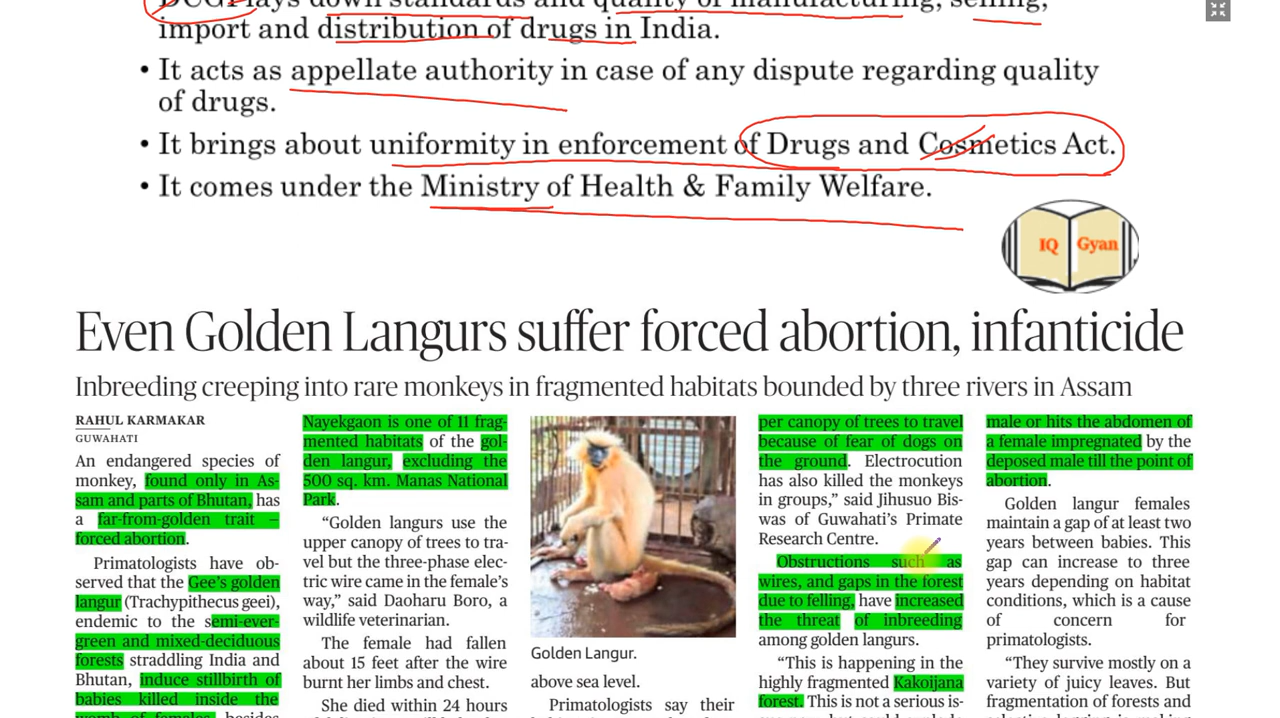 DCGI lays down standards and quality of manufacturing, selling,
import and distribution of drugs in India.
• It acts as appellate authority in case of any dispute regarding quality
of drugs.
• It brings about uniformity in enforcement of Drugs and Cosmetics Act.
• It comes under the Ministry of Health & Family Welfare.
IQ Gyan
Even Golden Langurs suffer forced abortion, infanticide
Inbreeding creeping into rare monkeys in fragmented habitats bounded by three rivers in Assam
RAHUL KARMAKAR
GUWAHATI
An endangered species of
monkey, found only in As-
sam and parts of Bhutan, has
a far-from-golden trait –
forced abortion.
Primatologists have ob-
served that the Gee's golden
langur (Trachypithecus geei),
endemic to the semi-ever-
green and mixed-deciduous
forests straddling India and
Bhutan, induce stillbirth of
babies killed inside the
womb of females, besides
Nayekgaon is one of 11 frag-
mented habitats of the gol-
den langur, excluding the
500 sq. km. Manas National
Park.
“Golden langurs use the
upper canopy of trees to tra-
vel but the three-phase elec-
tric wire came in the female's
way,” said Daoharu Boro, a
wildlife veterinarian.
The female had fallen
about 15 feet after the wire
burnt her limbs and chest.
She died within 24 hours
Golden Langur.
above sea level.
Primatologists say their
per canopy of trees to travel
because of fear of dogs on
the ground. Electrocution
has also killed the monkeys
in groups,” said Jihusuo Bis-
was of Guwahati's Primate
Research Centre.
Obstructions such as
wires, and gaps in the forest
due to felling, have increased
the threat of inbreeding
among golden langurs.
“This is happening in the
highly fragmented Kakoijana
forest. This is not a serious is-
male or hits the abdomen of
a female impregnated by the
deposed male till the point of
abortion.
Golden langur females
maintain a gap of at least two
years between babies. This
gap can increase to three
years depending on habitat
conditions, which is a cause
of concern for
primatologists.
“They survive mostly on a
variety of juicy leaves. But
fragmentation of forests and